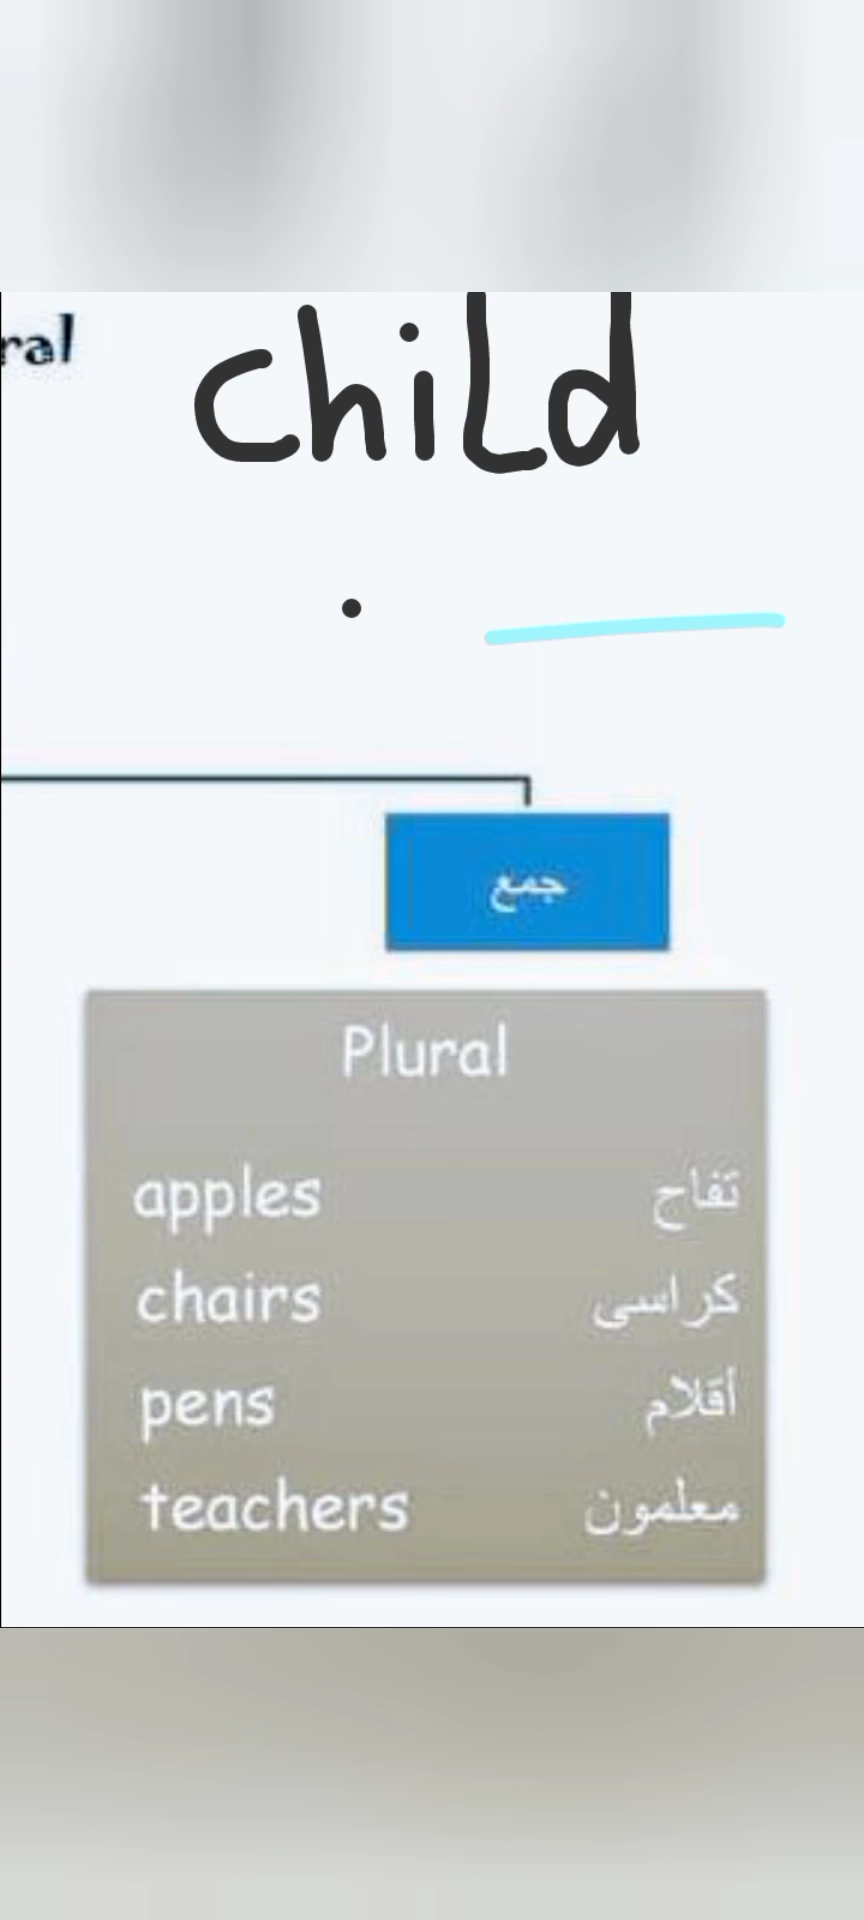 ral
chiLd
جمع
Plural
apples تفاح
chairs كراسى
pens أقلام
teachers معلمون